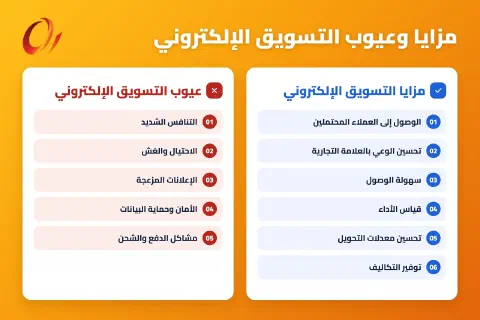 مزايا وعيوب التسويق الإلكتروني
مزايا التسويق الإلكتروني
01 الوصول إلى العملاء المحتملين
02 تحسين الوعي بالعلامة التجارية
03 سهولة الوصول
04 قياس الأداء
05 تحسين معدلات التحويل
06 توفير التكاليف
عيوب التسويق الإلكتروني
01 التنافس الشديد
02 الاحتيال والغش
03 الإعلانات المزعجة
04 الأمان وحماية البيانات
05 مشاكل الدفع والشحن